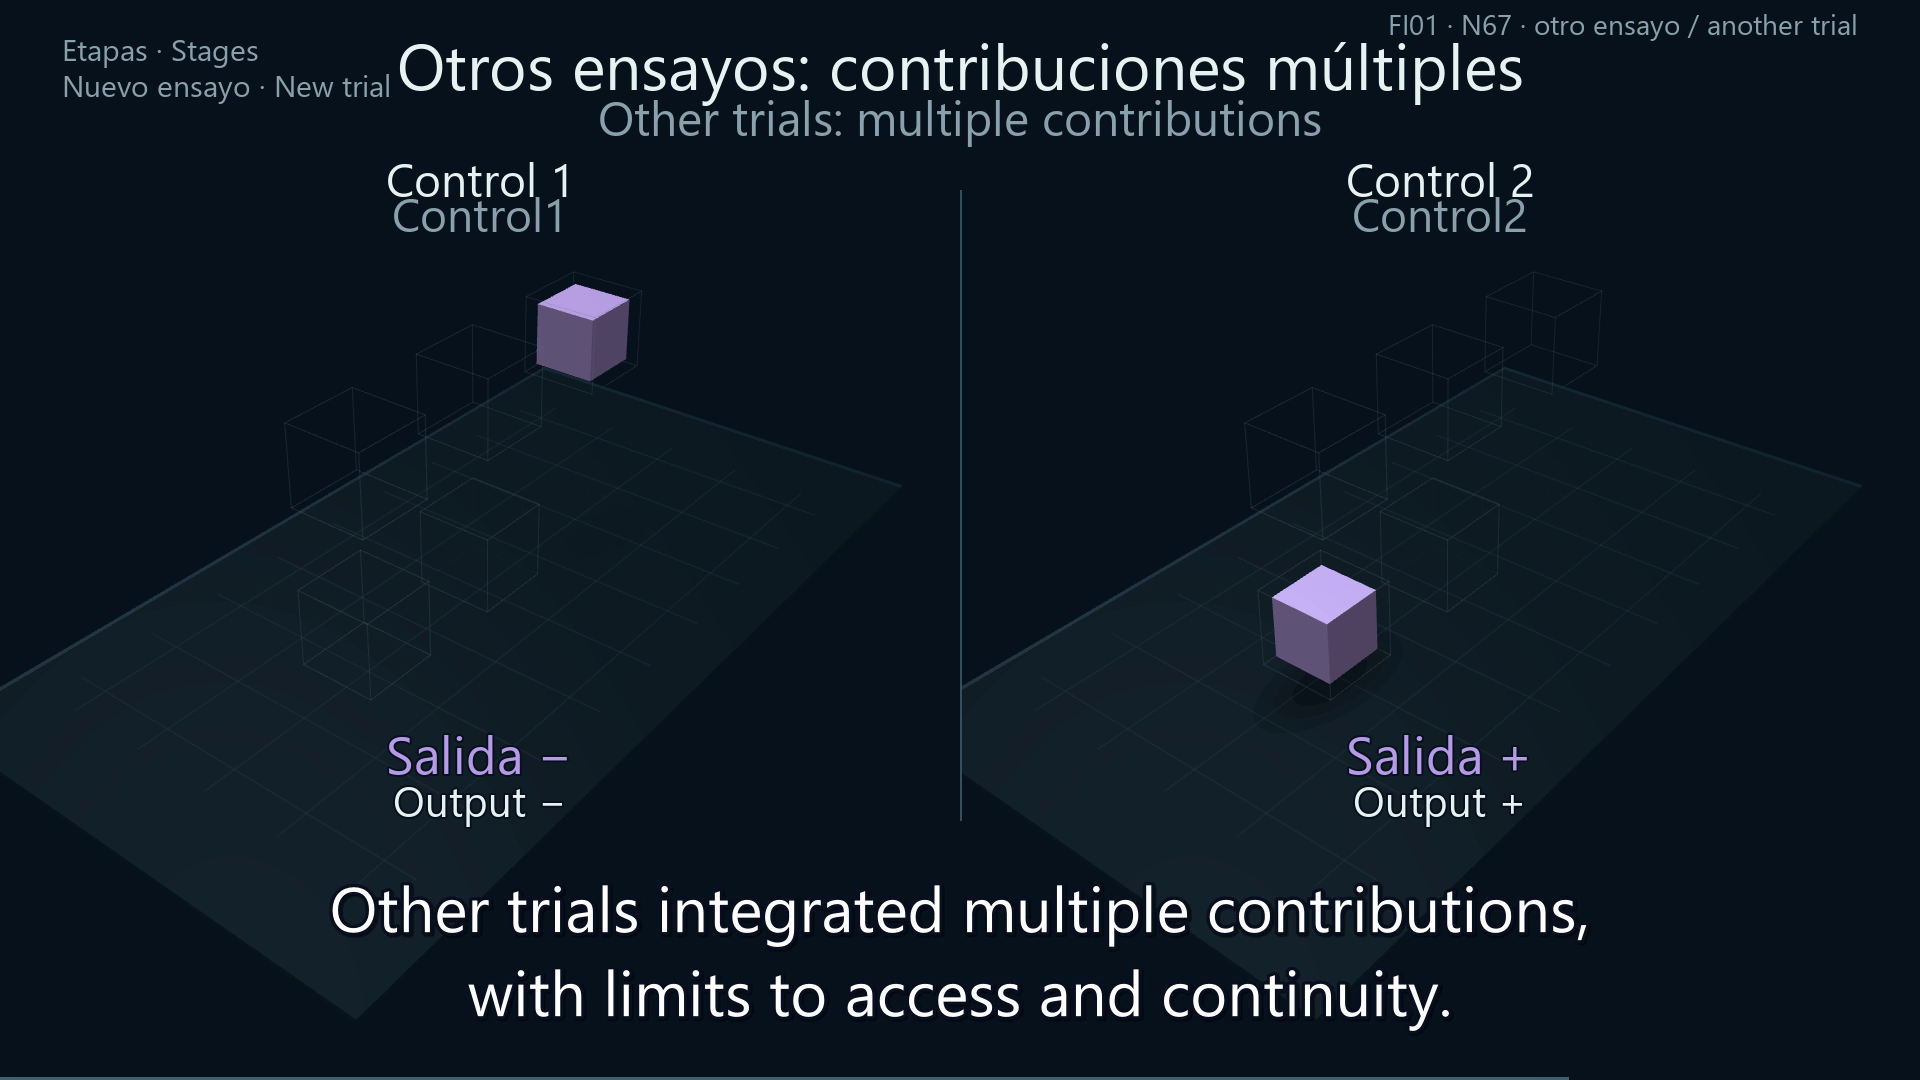 FI01 · N67 · otro ensayo / another trial
Etapas · Stages
Nuevo ensayo · New trial
Otros ensayos: contribuciones múltiples
Other trials: multiple contributions
Control 1
Control1
Control 2
Control2
Salida −
Output −
Salida +
Output +
Other trials integrated multiple contributions,
with limits to access and continuity.